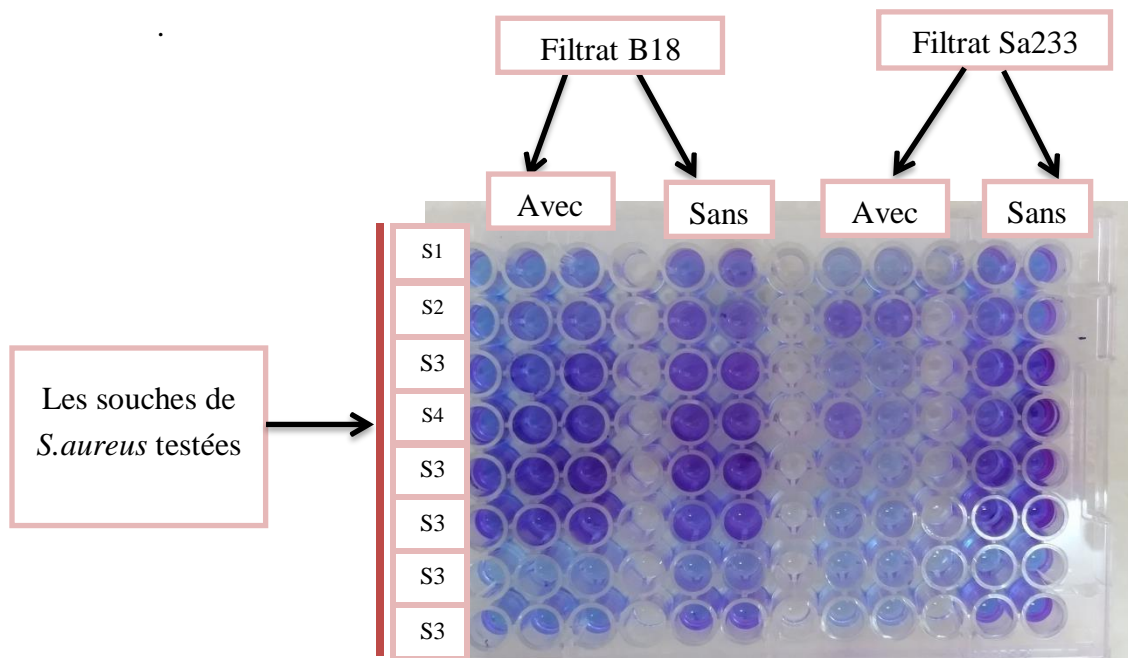 .
Filtrat B18
Filtrat Sa233
Avec
Sans
Avec
Sans
S1
S2
S3
S4
S3
S3
S3
S3
Les souches de
S.aureus testées